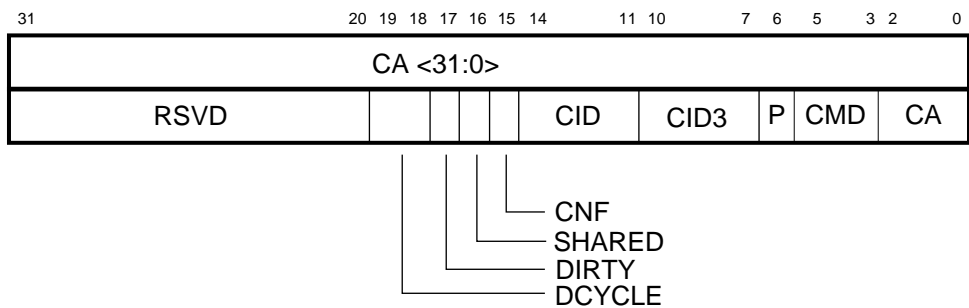 31 20 19 18 17 16 15 14 11 10 7 6 5 3 2 0
CA <31:0>
RSVD CID CID3 P CMD CA
CNF
SHARED
DIRTY
DCYCLE